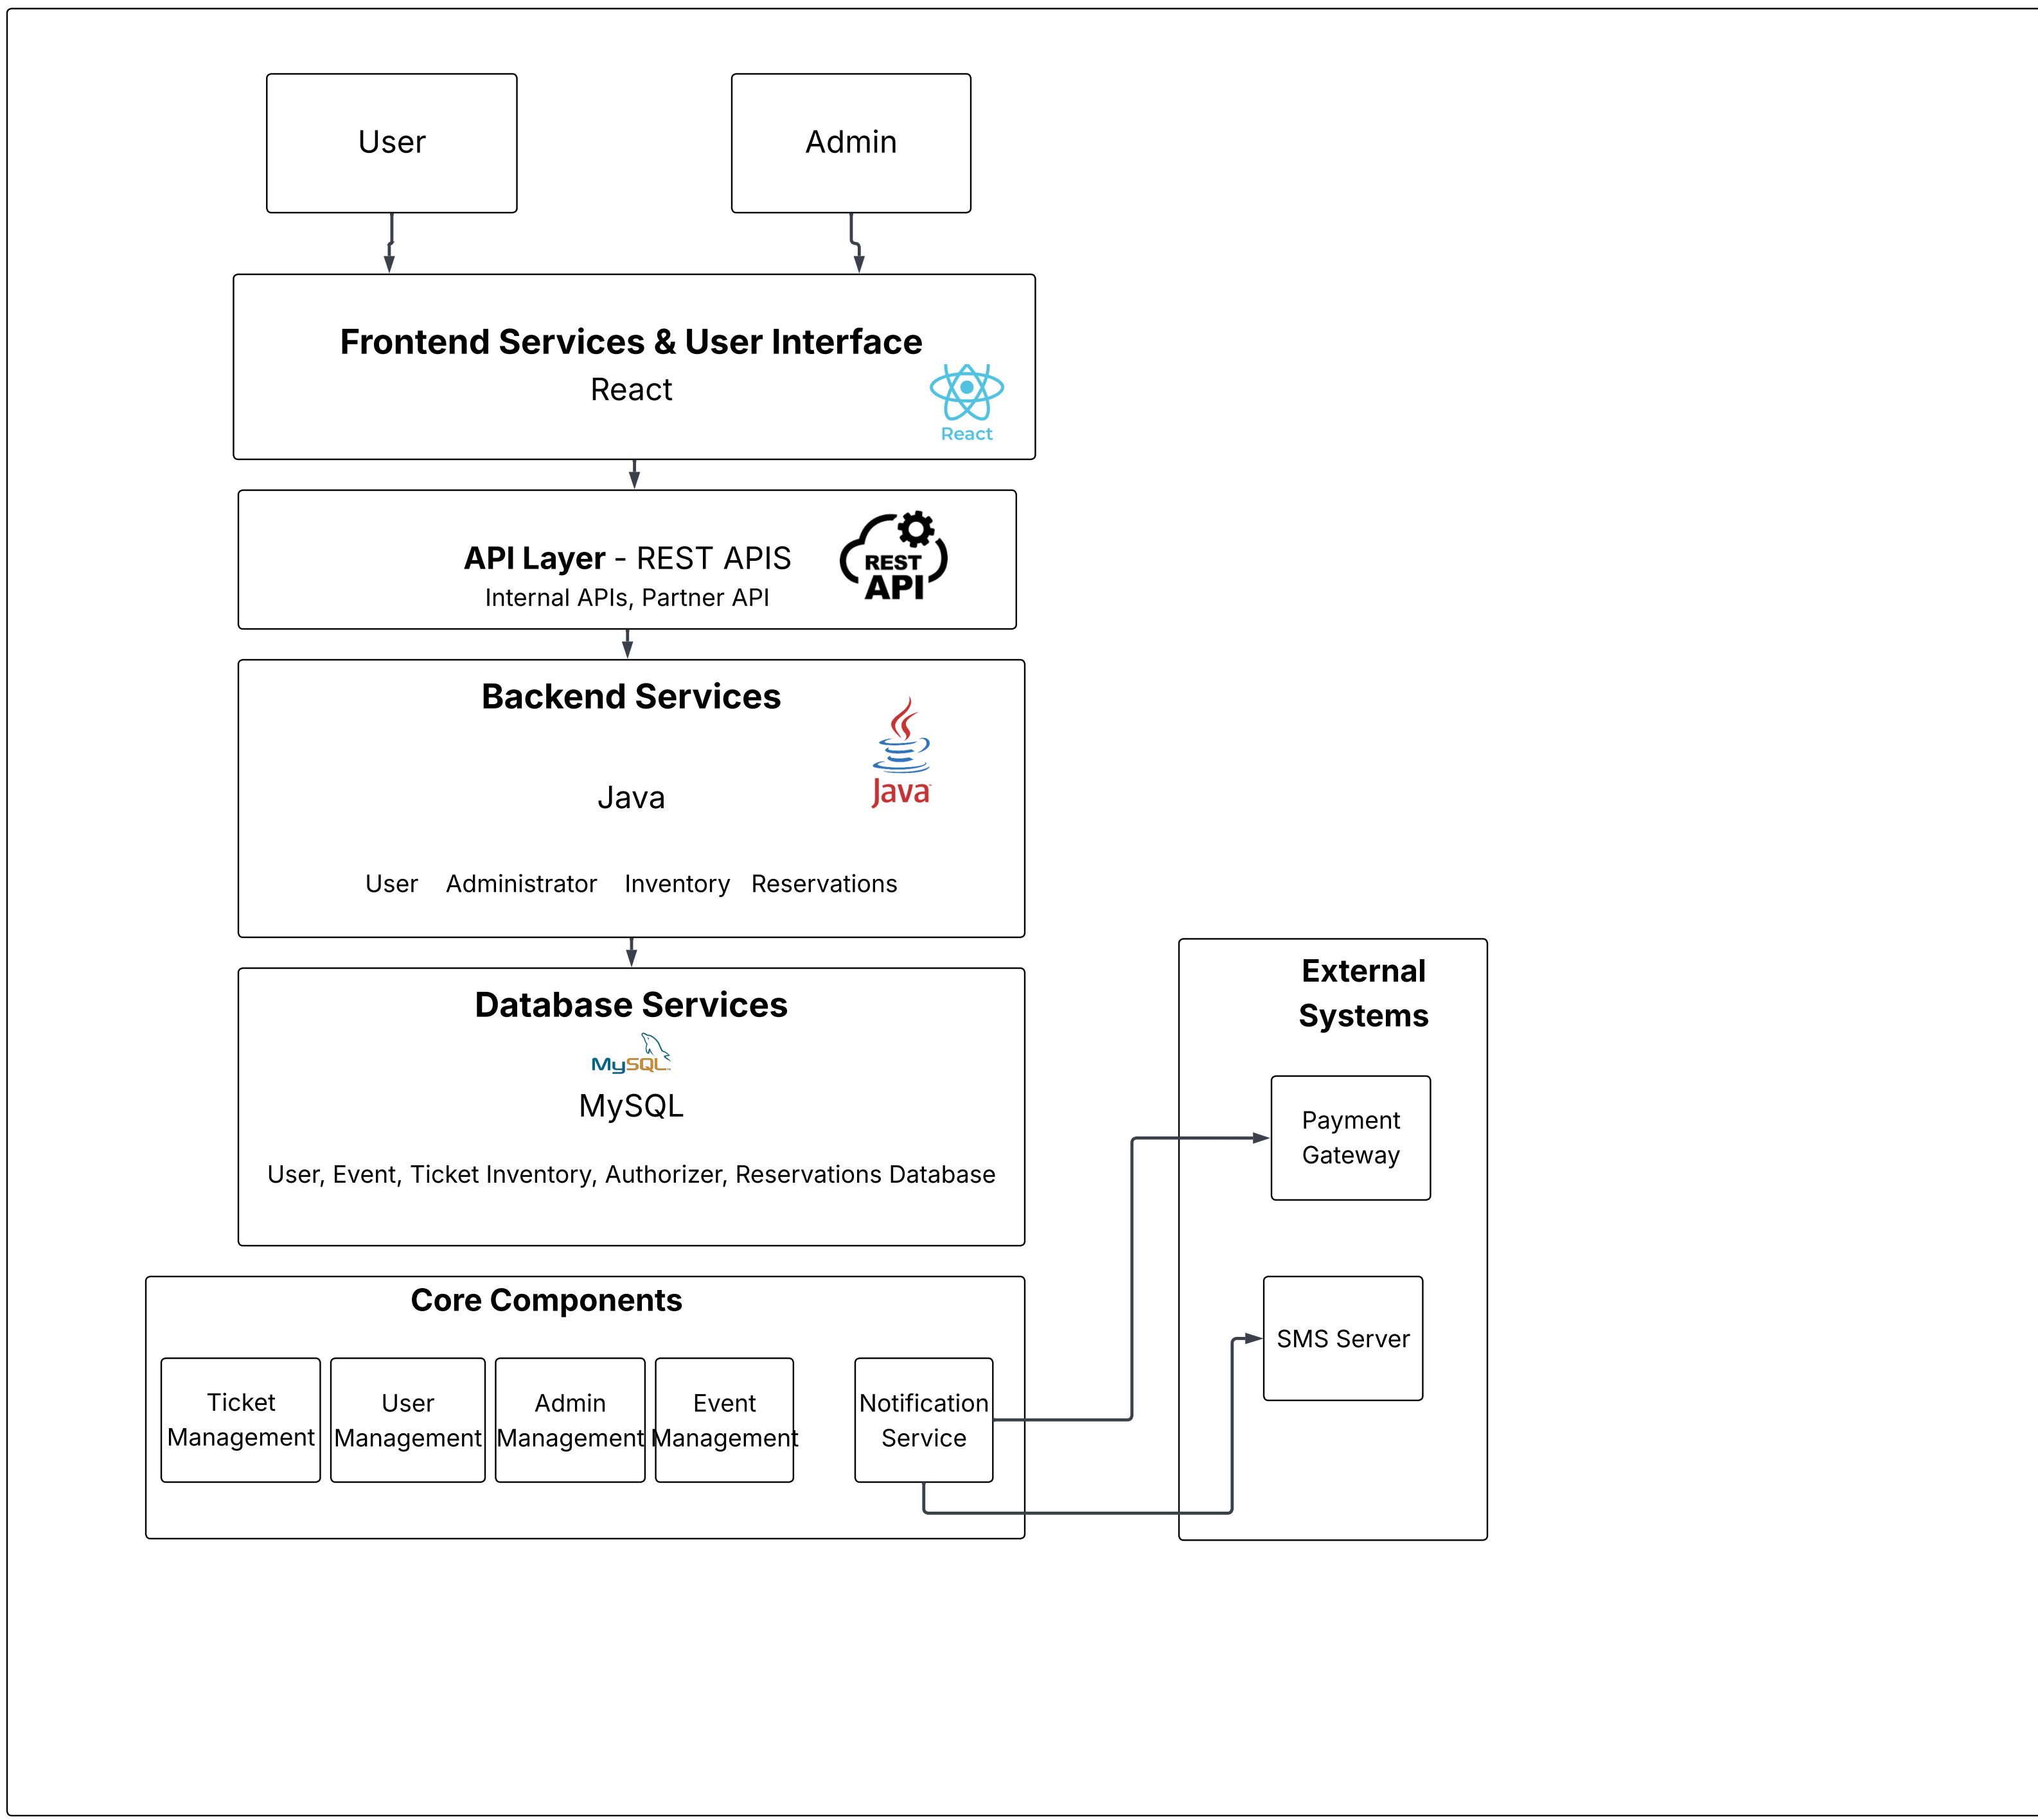 User
Admin
Frontend Services & User Interface
React
React
API Layer - REST APIS
Internal APIs, Partner API
REST
API
Backend Services
Java
Java
User Administrator Inventory Reservations
Database Services
MySQL
MySQL
User, Event, Ticket Inventory, Authorizer, Reservations Database
External
Systems
Payment
Gateway
SMS Server
Core Components
Ticket
Management
User
Management
Admin
Management
Event
Management
Notification
Service